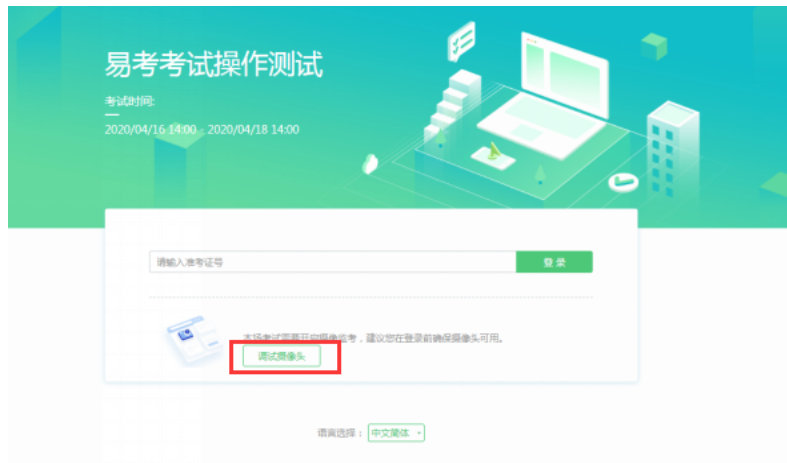 易考考试操作测试
考试时间:
2020/04/16 14:00 - 2020/04/18 14:00
请输入准考证号
登录
本场考试需要开启摄像监考，建议您在登录前确保摄像头可用。
调试摄像头
语言选择： 中文简体